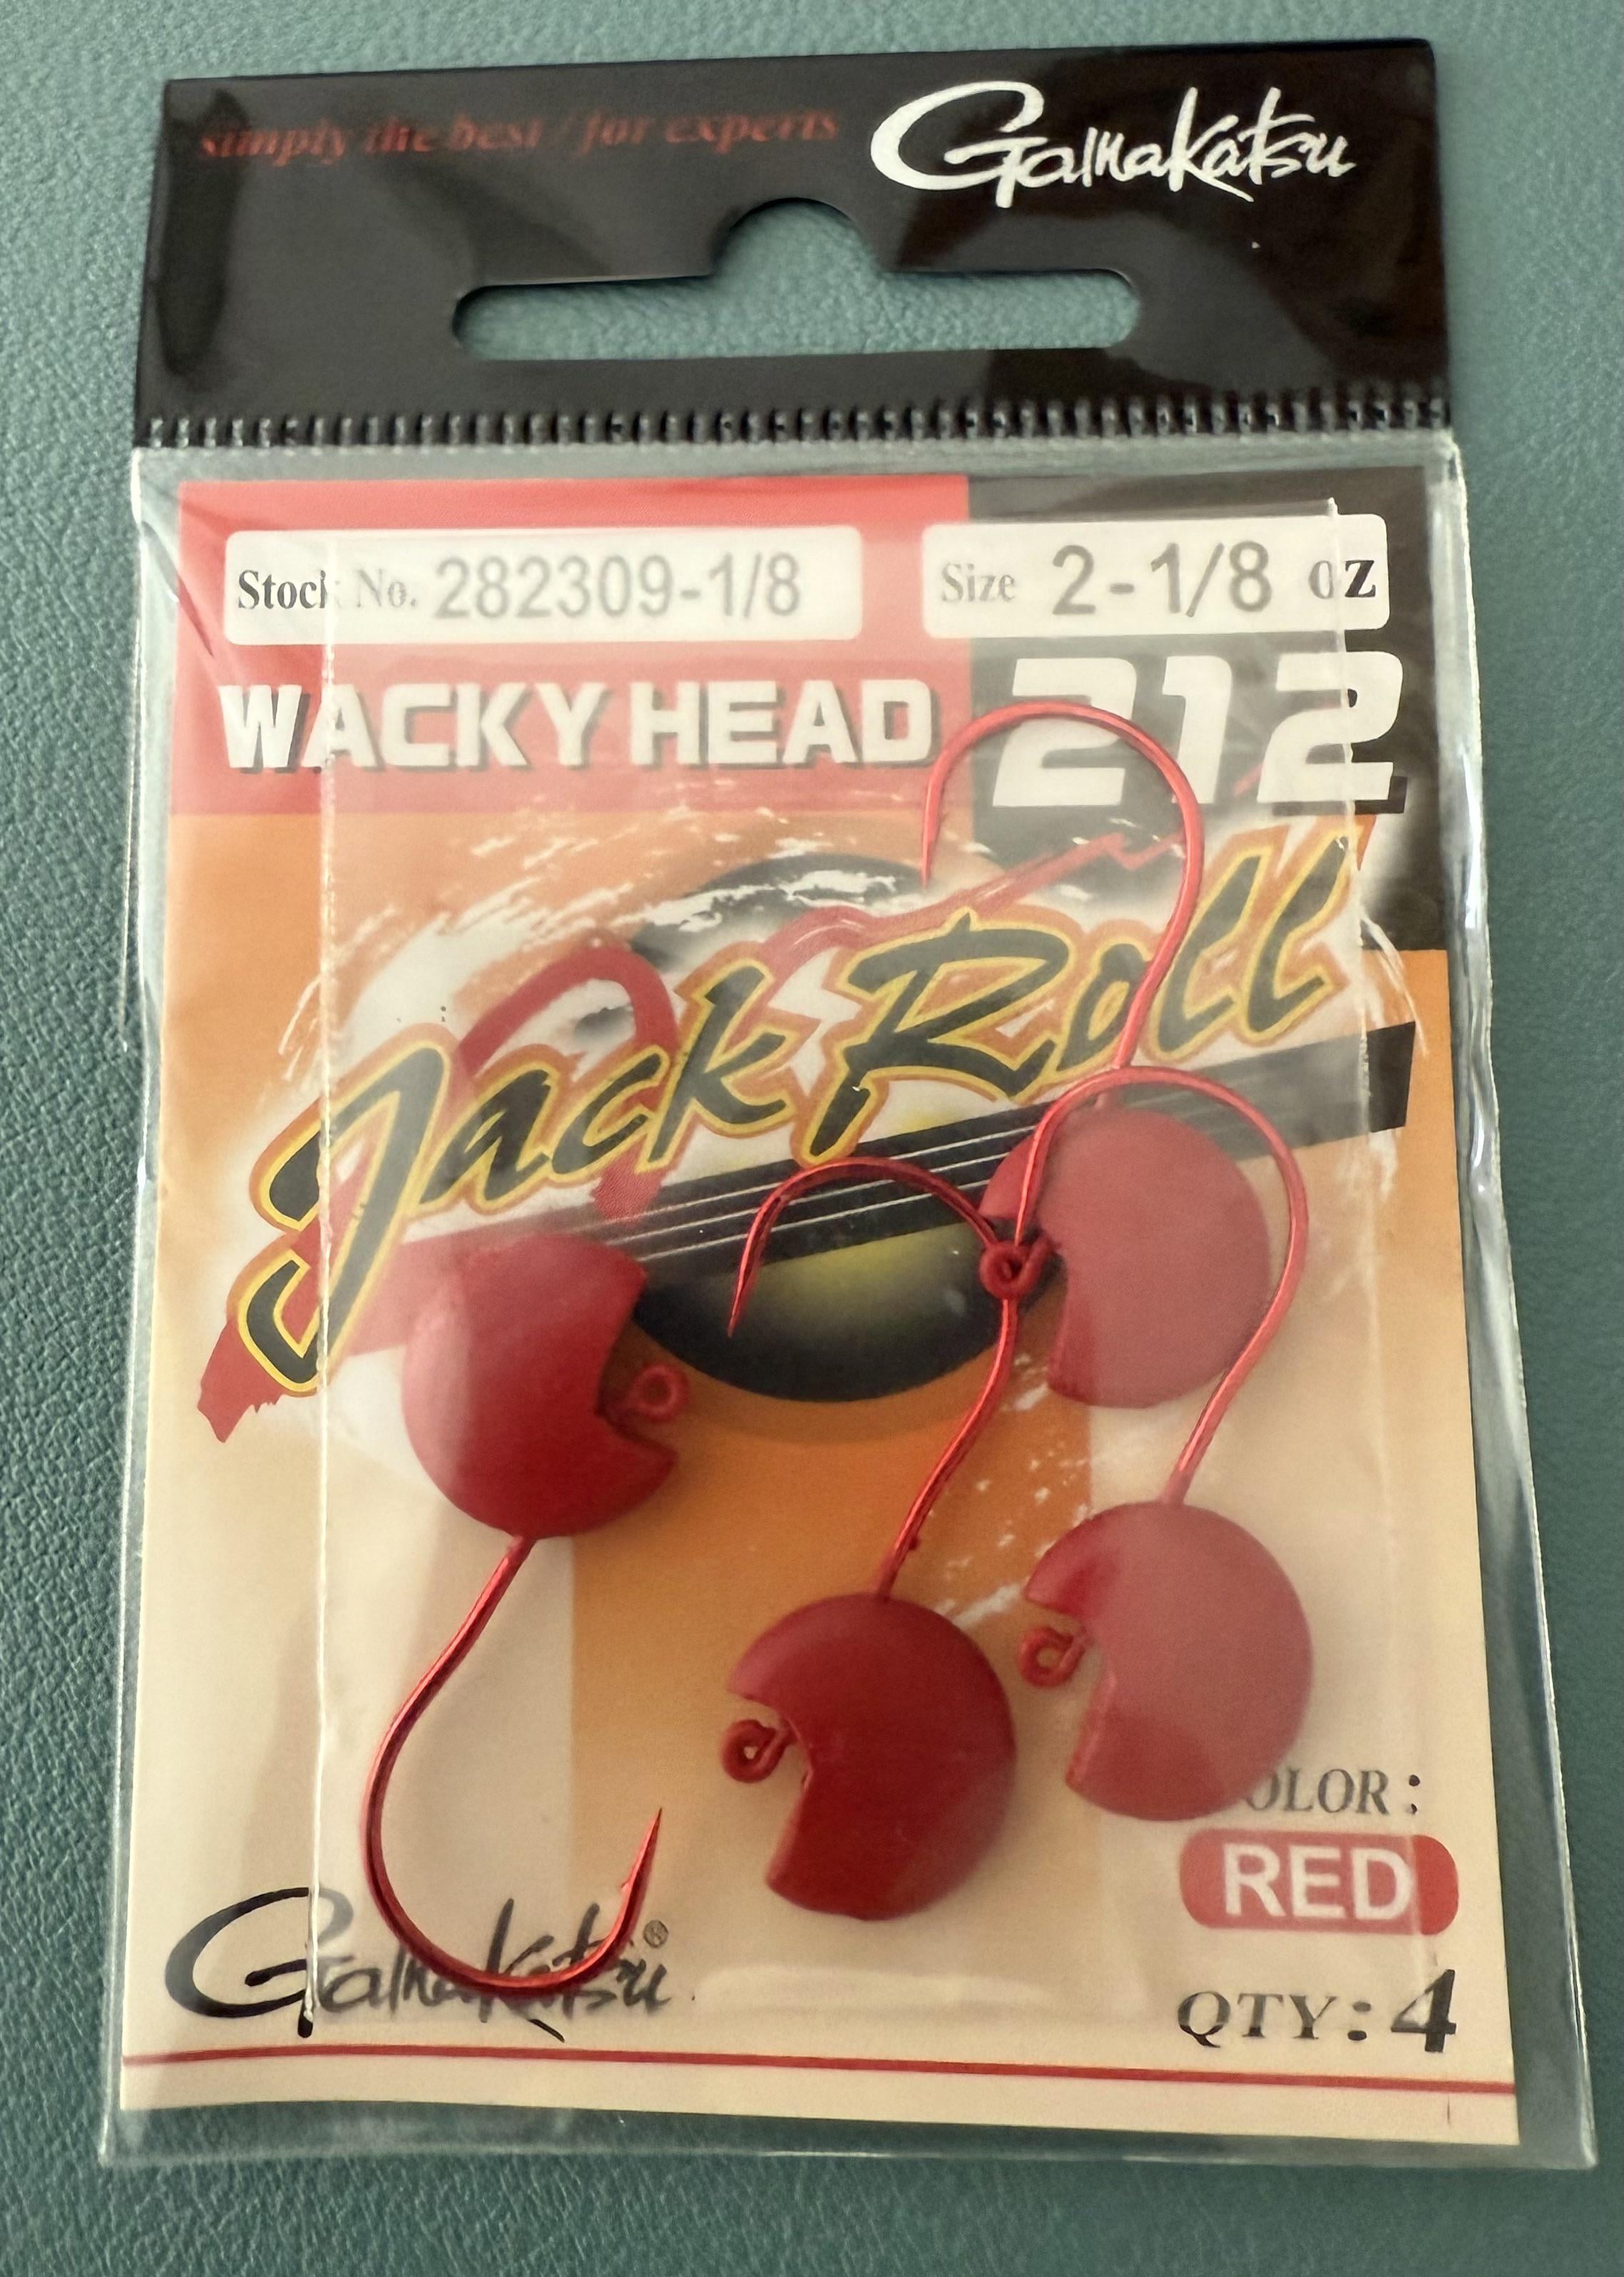 simply the best / for experts
Gamakatsu
Stock No. 282309-1/8
Size 2-1/8 oz
WACKY HEAD
212
Jack Roll
OLOR :
RED
Gamakatsu®
QTY: 4